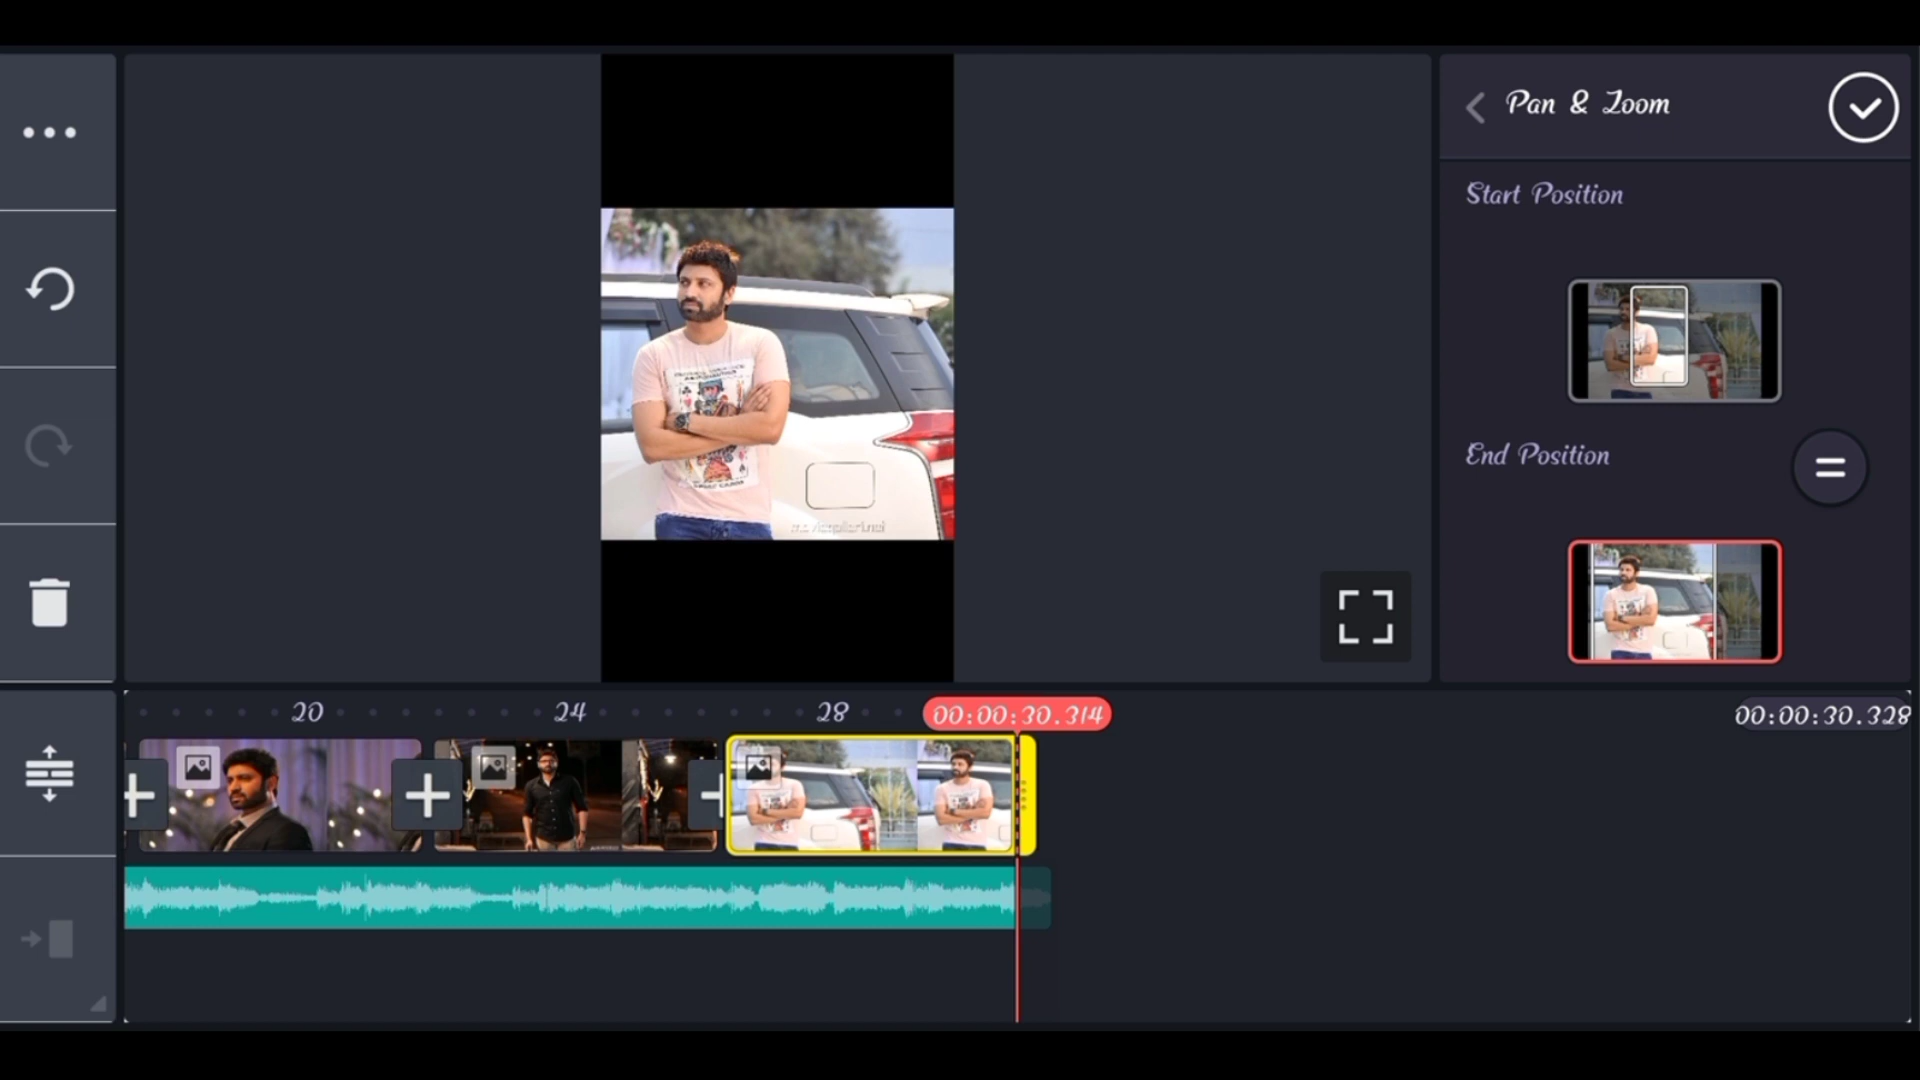 Pan & Zoom
Start Position
End Position
20
24
28
00:00:30.314
00:00:30.328